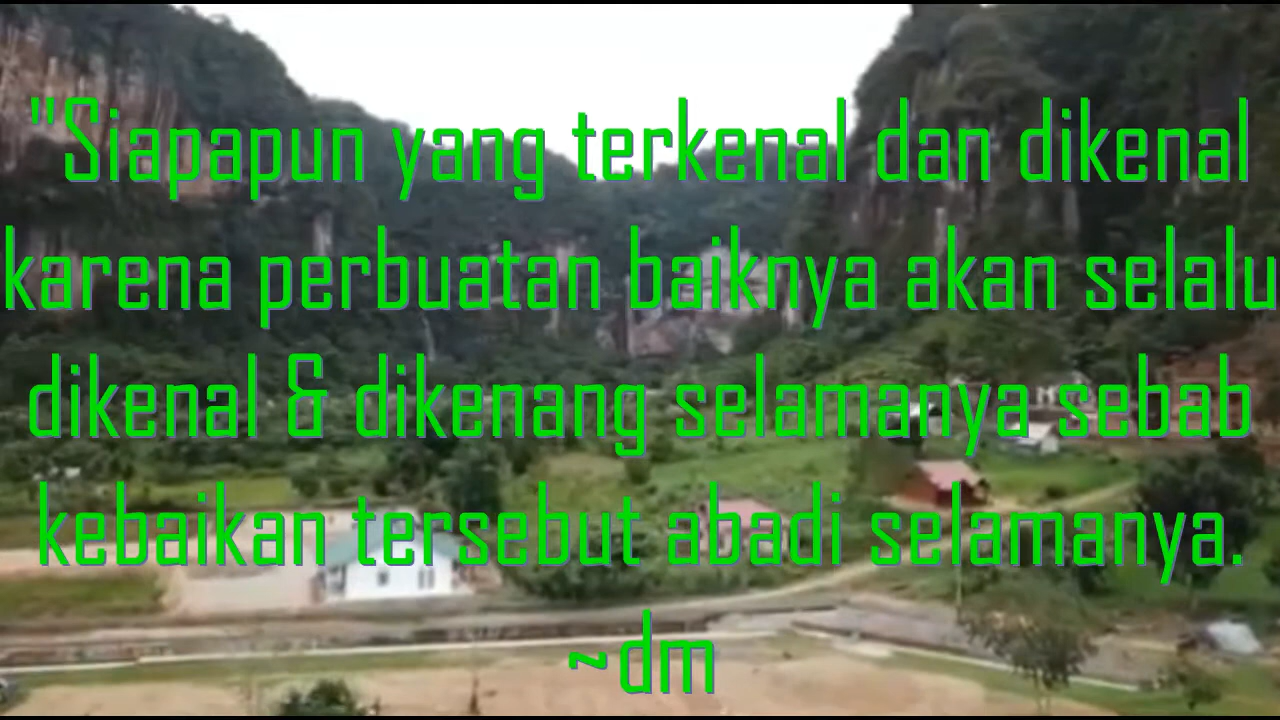 "Siapapun yang terkenal dan dikenal
karena perbuatan baiknya akan selalu
dikenal & dikenang selamanya sebab
kebaikan tersebut abadi selamanya.
~dm